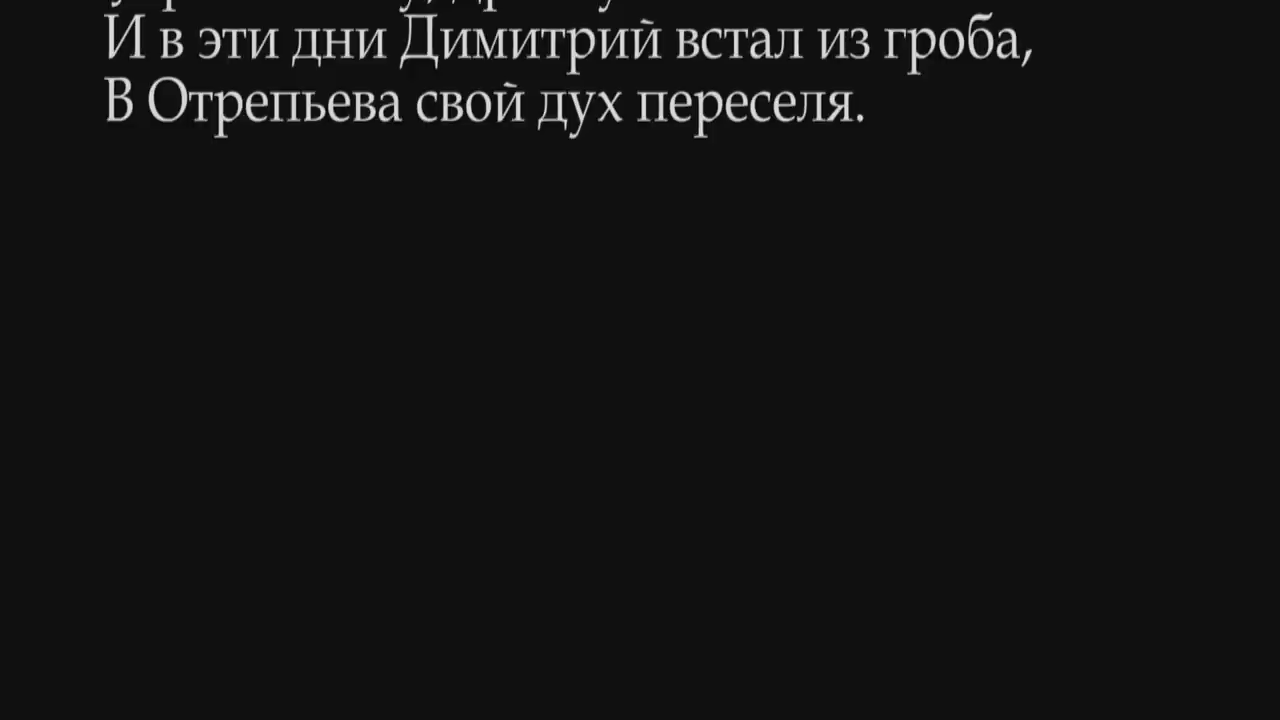 И в эти дни Димитрий встал из гроба,
В Отрепьева свой дух переселя.